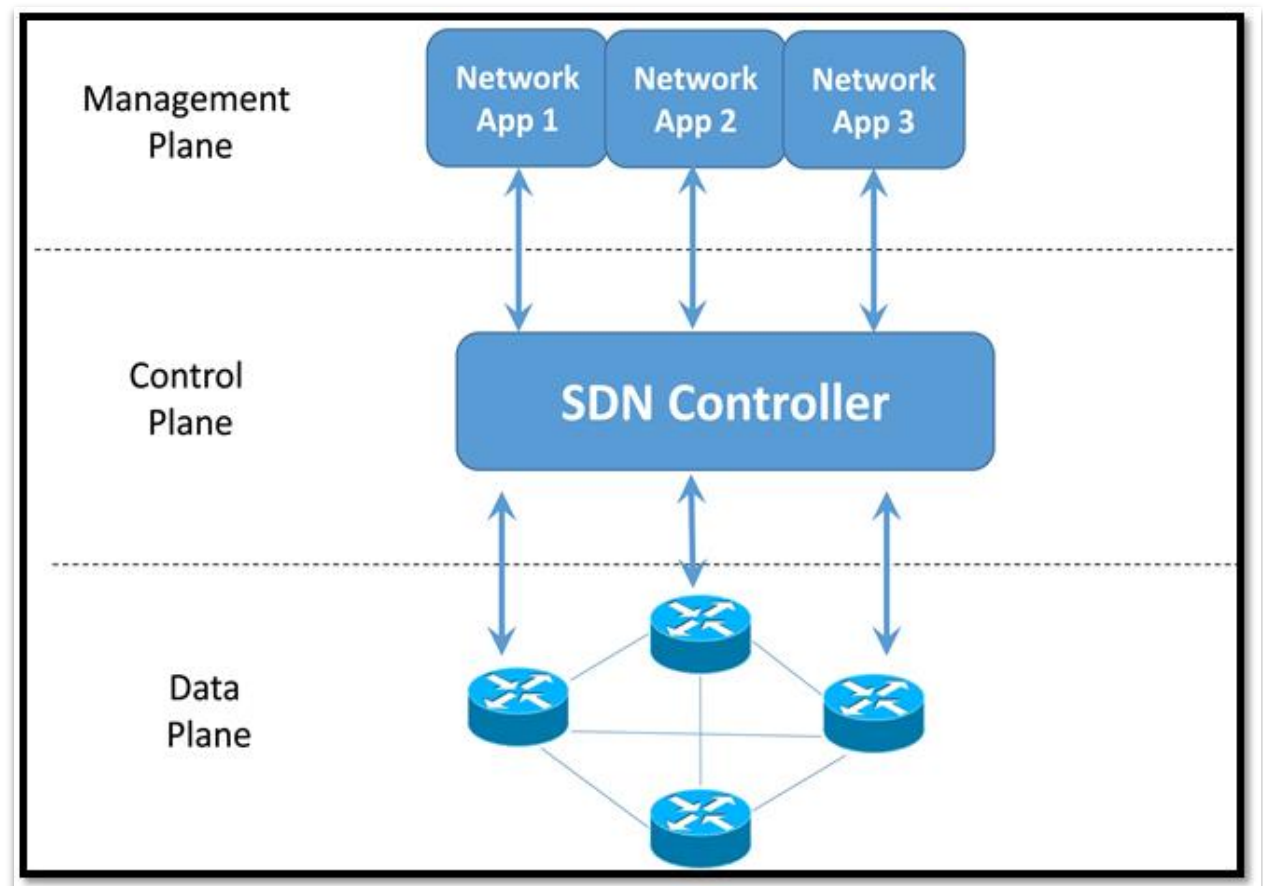 Management
Plane
Network
App 1
Network
App 2
Network
App 3
Control
Plane
SDN Controller
Data
Plane